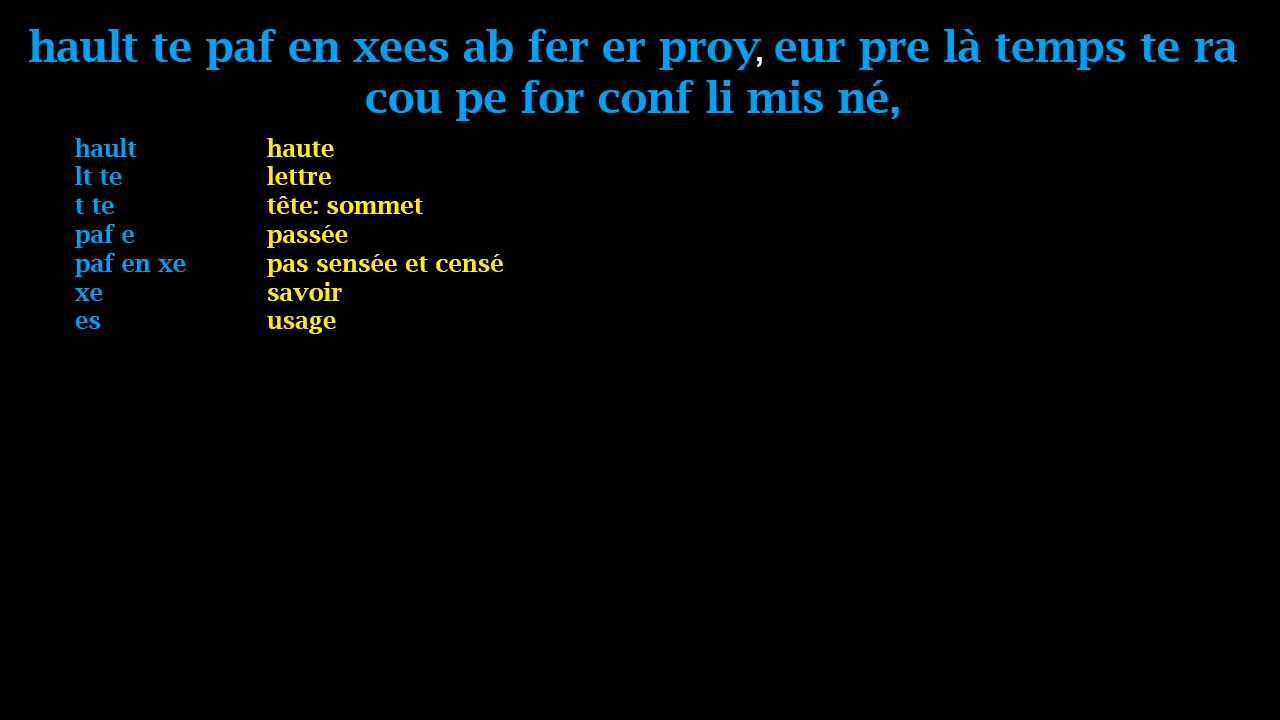 hault te paf en xees ab fer er proy, eur pre là temps te ra
cou pe for conf li mis né,
hault haute
lt te lettre
t te tête: sommet
paf e passée
paf en xe pas sensée et censé
xe savoir
es usage